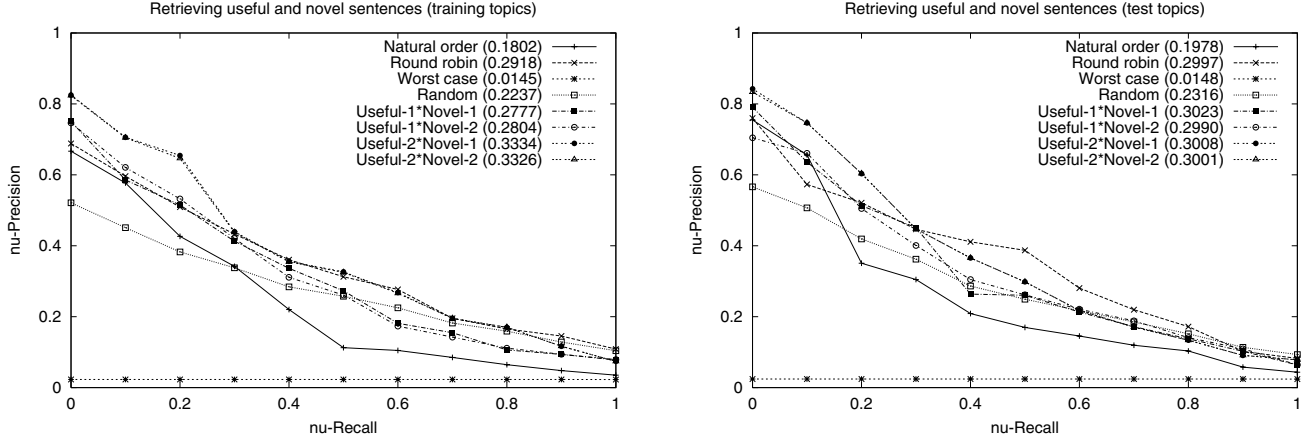 Retrieving useful and novel sentences (training topics)
1
0.8
0.6
0.4
0.2
0
nu-Precision
Natural order (0.1802)
Round robin (0.2918)
Worst case (0.0145)
Random (0.2237)
Useful-1*Novel-1 (0.2777)
Useful-1*Novel-2 (0.2804)
Useful-2*Novel-1 (0.3334)
Useful-2*Novel-2 (0.3326)
0 0.2 0.4 0.6 0.8 1
nu-Recall
Retrieving useful and novel sentences (test topics)
1
0.8
0.6
0.4
0.2
0
nu-Precision
Natural order (0.1978)
Round robin (0.2997)
Worst case (0.0148)
Random (0.2316)
Useful-1*Novel-1 (0.3023)
Useful-1*Novel-2 (0.2990)
Useful-2*Novel-1 (0.3008)
Useful-2*Novel-2 (0.3001)
0 0.2 0.4 0.6 0.8 1
nu-Recall